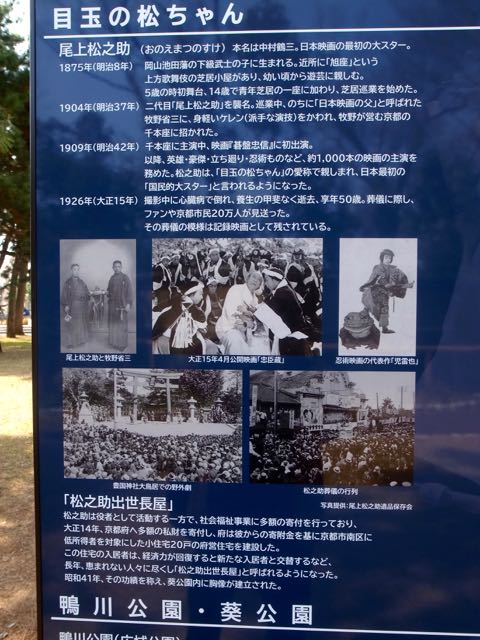 目玉の松ちゃん
尾上松之助 (おのえまつのすけ) 本名は中村鶴三。日本映画の最初の大スター。
1875年(明治8年) 岡山池田藩の下級武士の子に生まれる。近所に「旭座」という
上方歌舞伎の芝居小屋があり、幼い頃から遊芸に親しむ。
5歳の時初舞台、14歳で青年芝居の一座に加わり、芝居巡業を始めた。
1904年(明治37年) 二代目「尾上松之助」を襲名。巡業中、のちに「日本映画の父」と呼ばれた
牧野省三に、身軽いケレン(派手な演技)をかわれ、牧野が営む京都の
千本座に招かれた。
1909年(明治42年) 千本座に主演中、映画『碁盤忠信』に初出演。
以降、英雄・豪傑・立ち廻り・忍術ものなど、約1,000本の映画の主演を
務めた。松之助は、「目玉の松ちゃん」の愛称で親しまれ、日本最初の
「国民的大スター」と言われるようになった。
1926年(大正15年) 撮影中に心臓病で倒れ、養生の甲斐なく逝去、享年50歳。葬儀に際し、
ファンや京都市民20万人が見送った。
その葬儀の模様は記録映画として残されている。
尾上松之助と牧野省三
大正15年4月公開映画「忠臣蔵」
忍術映画の代表作「児雷也」
豊国神社大鳥居での野外劇
松之助葬儀の行列
写真提供:尾上松之助遺品保存会
「松之助出世長屋」
松之助は役者として活動する一方で、社会福祉事業に多額の寄付を行っており、
大正14年、京都府へ多額の私財を寄付し、府は彼からの寄附金を基に京都市南区に
低所得者を対象にした小住宅20戸の府営住宅を建設した。
この住宅の入居者は、経済力が回復すると新たな入居者と交替するなど、
長年、恵まれない人々に尽くし「松之助出世長屋」と呼ばれるようになった。
昭和41年、その功績を称え、葵公園内に胸像が建立された。
鴨川公園・葵公園
鴨川公園(広域公園)